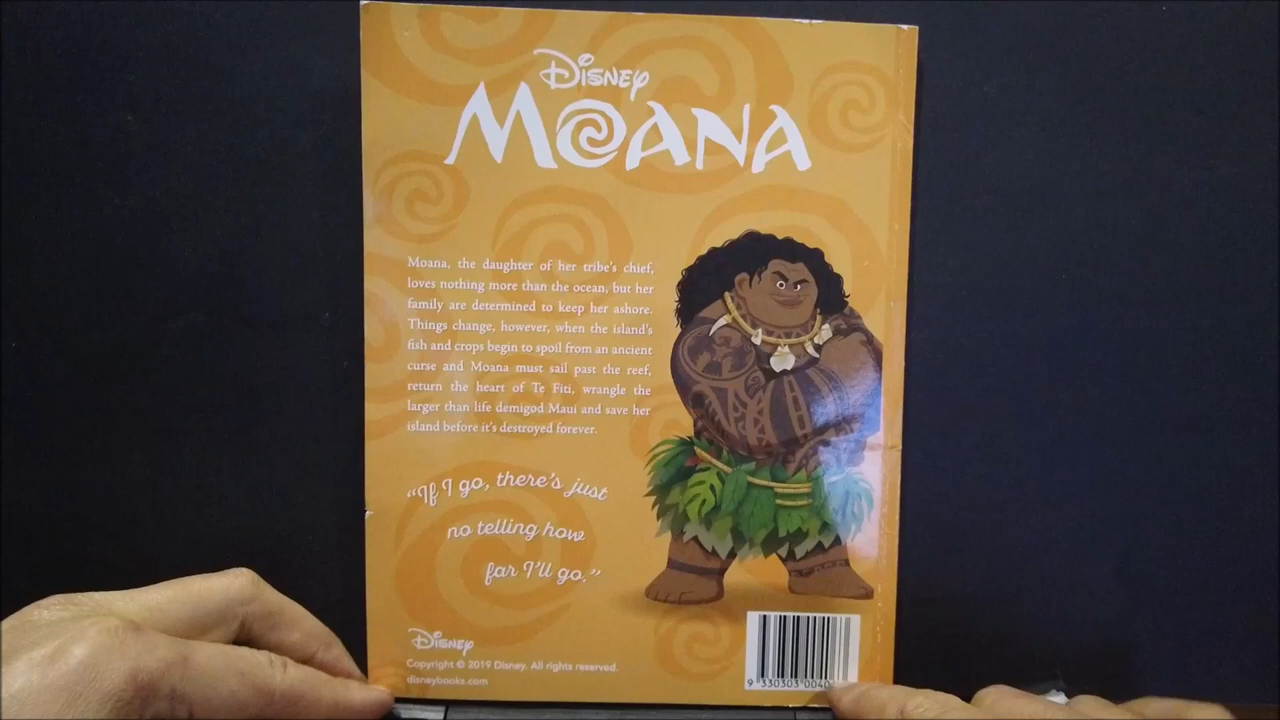 Disney
MOANA
Moana, the daughter of her tribe's chief,
loves nothing more than the ocean, but her
family are determined to keep her ashore.
Things change, however, when the island's
fish and crops begin to spoil from an ancient
curse and Moana must sail past the reef,
return the heart of Te Fiti, wrangle the
larger than life demigod Maui and save her
island before it's destroyed forever.
“If I go, there's just
no telling how
far I'll go.”
Disney
Copyright © 2019 Disney. All rights reserved.
disneybooks.com
9 330303 0040